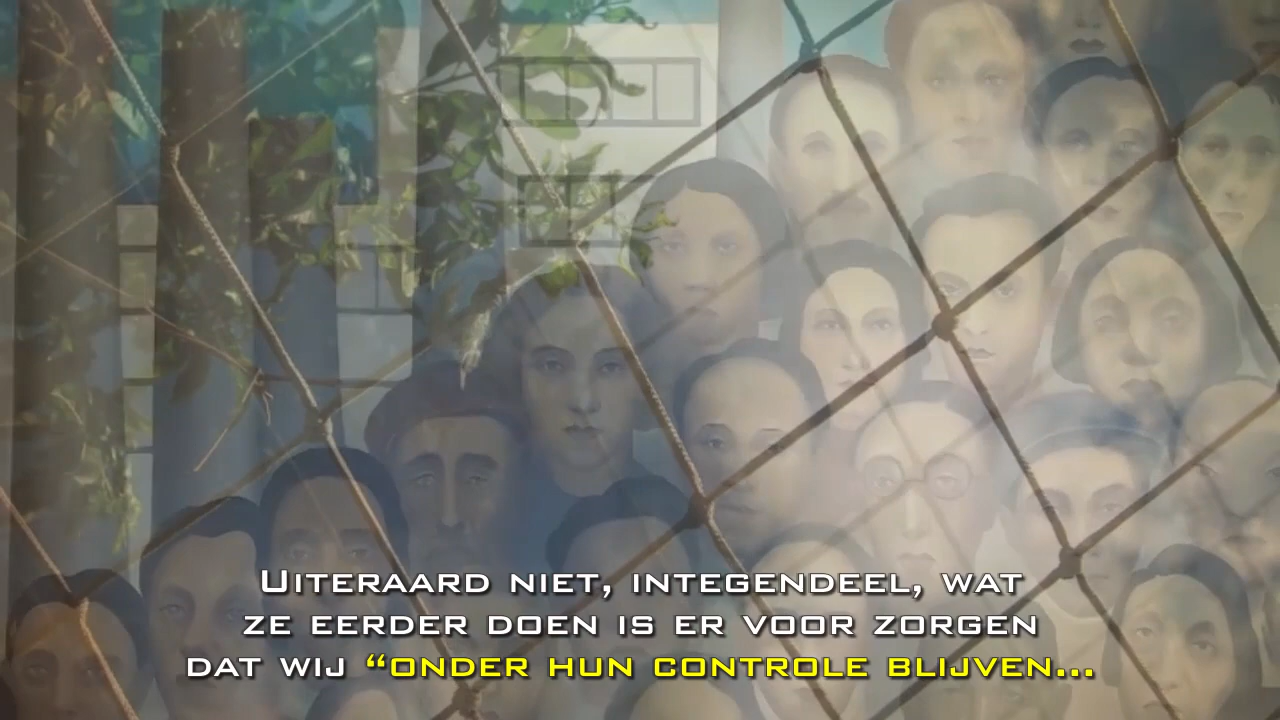 Uiteraard niet, integendeel, wat
ze eerder doen is er voor zorgen
dat wij “onder hun controle blijven...